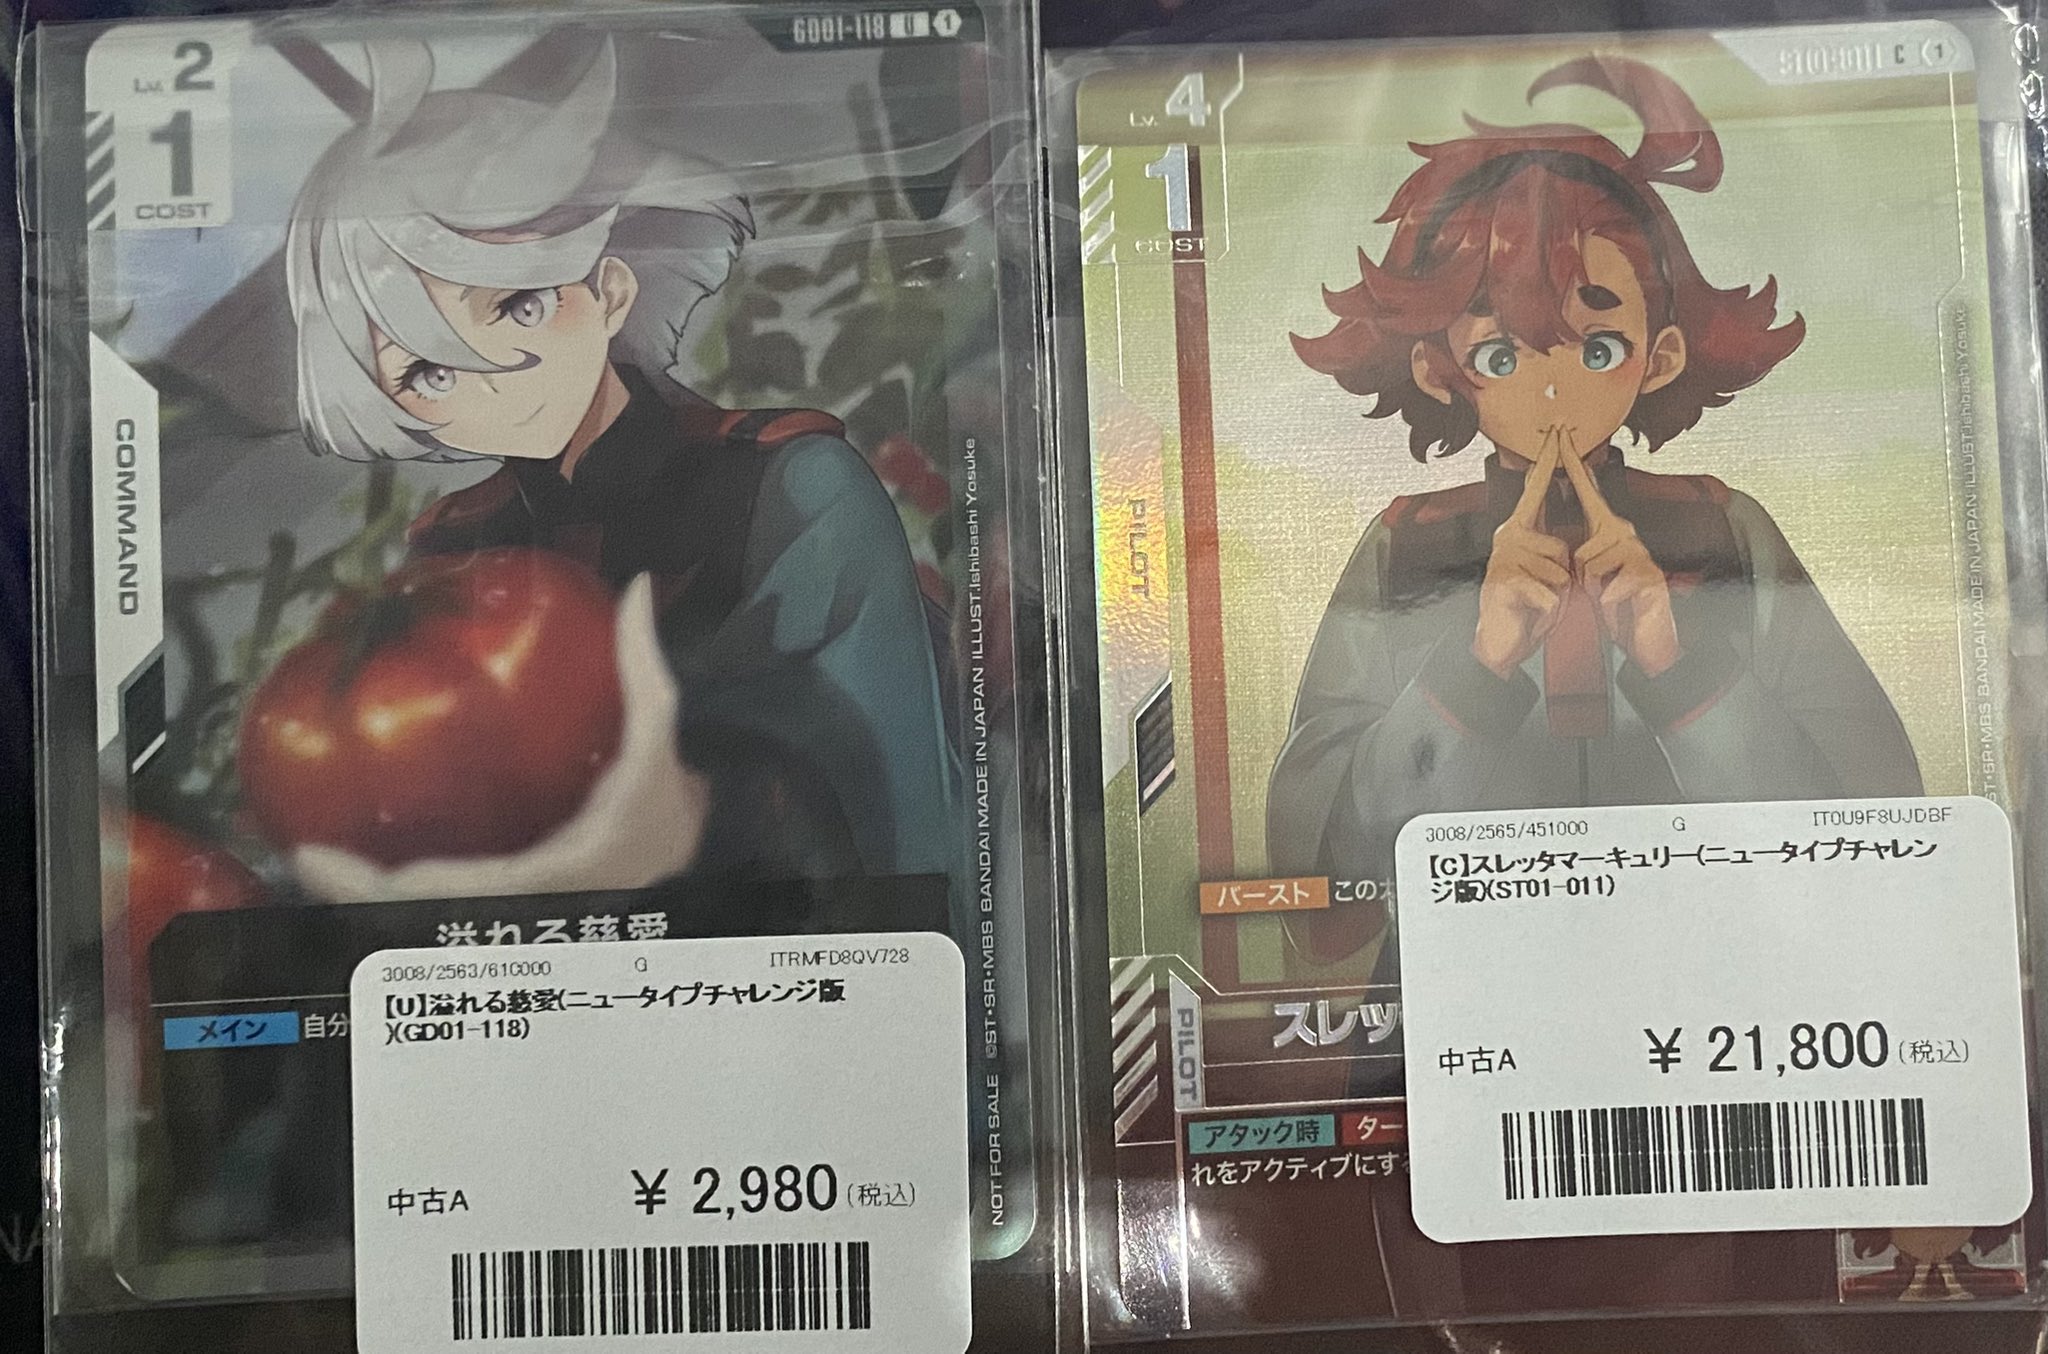 Lv.2
1
COST
GD01-118 U 1
COMMAND
溢れる慈愛
メイン 自分
NOT FOR SALE ©ST・SR・MBS BANDAI MADE IN JAPAN ILLUST.Ishibashi Yosuke
3008/2563/610000 G ITRMFD8QV728
【U】溢れる慈愛(ニュータイプチャレンジ版
)(GD01-118)
中古A ¥ 2,980(税込)
Lv.4
1
COST
ST01-011 C 1
PILOT
バースト この
スレッ
PILOT
アタック時 ター
れをアクティブにす
ST・SR・MBS BANDAI MADE IN JAPAN ILLUST.Ishibashi Yosuke
3008/2565/451000 G IT0U9F8UJDBF
【C】スレッタマーキュリー(ニュータイプチャレン
ジ版)(ST01-011)
中古A ¥ 21,800(税込)